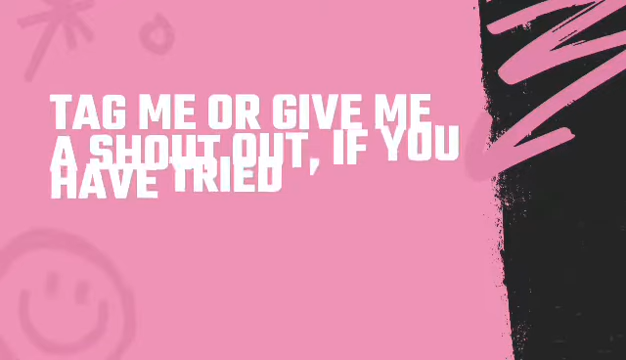 TAG ME OR GIVE ME
A SHOUT OUT, IF YOU
HAVE TRIED